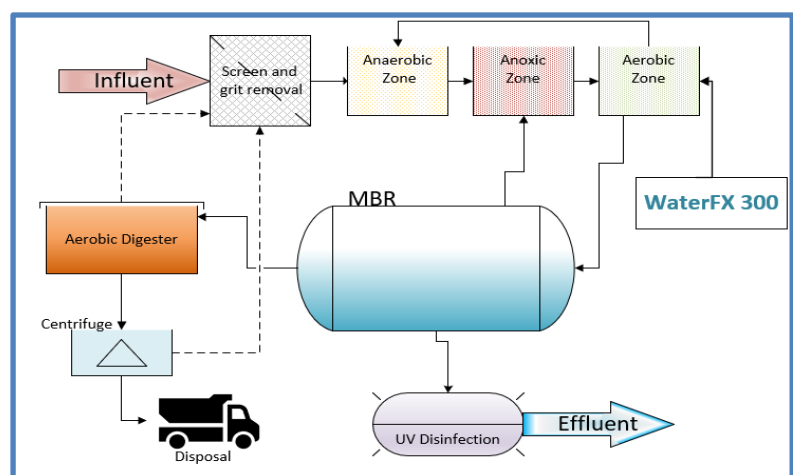 Influent
Screen and
grit removal
Anaerobic
Zone
Anoxic
Zone
Aerobic
Zone
WaterFX 300
MBR
Aerobic Digester
Centrifuge
Disposal
UV Disinfection
Effluent